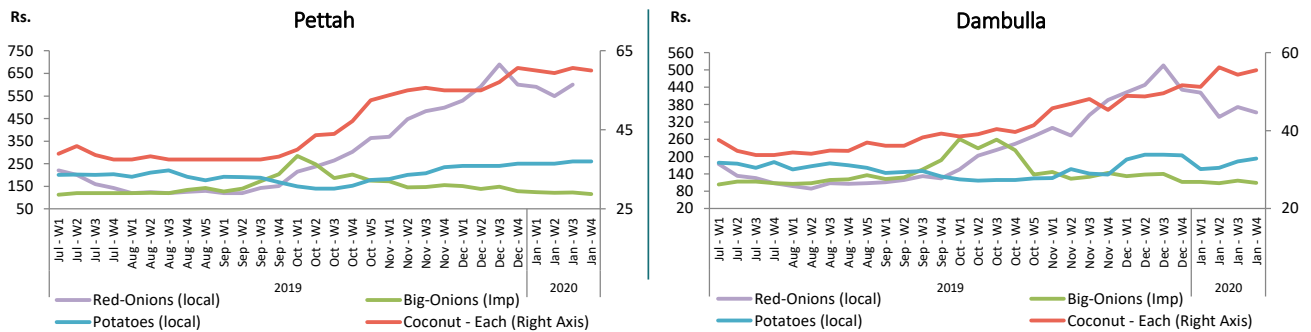 Rs.
Pettah
750
650
550
450
350
250
150
50
65
45
25
Jul - W1
Jul - W2
Jul - W3
Jul - W4
Aug - W1
Aug - W2
Aug - W3
Aug - W4
Aug - W5
Sep - W1
Sep - W2
Sep - W3
Sep - W4
Oct - W1
Oct - W2
Oct - W3
Oct - W4
Oct - W5
Nov - W1
Nov - W2
Nov - W3
Nov - W4
Dec - W1
Dec - W2
Dec - W3
Dec - W4
Jan - W1
Jan - W2
Jan - W3
Jan - W4
2019
2020
Red-Onions (local)
Big-Onions (Imp)
Potatoes (local)
Coconut - Each (Right Axis)
Rs.
Dambulla
560
500
440
380
320
260
200
140
80
20
60
40
20
Jul - W1
Jul - W2
Jul - W3
Jul - W4
Aug - W1
Aug - W2
Aug - W3
Aug - W4
Aug - W5
Sep - W1
Sep - W2
Sep - W3
Sep - W4
Oct - W1
Oct - W2
Oct - W3
Oct - W4
Oct - W5
Nov - W1
Nov - W2
Nov - W3
Nov - W4
Dec - W1
Dec - W2
Dec - W3
Dec - W4
Jan - W1
Jan - W2
Jan - W3
Jan - W4
2019
2020
Red-Onions (local)
Big-Onions (Imp)
Potatoes (local)
Coconut - Each (Right Axis)